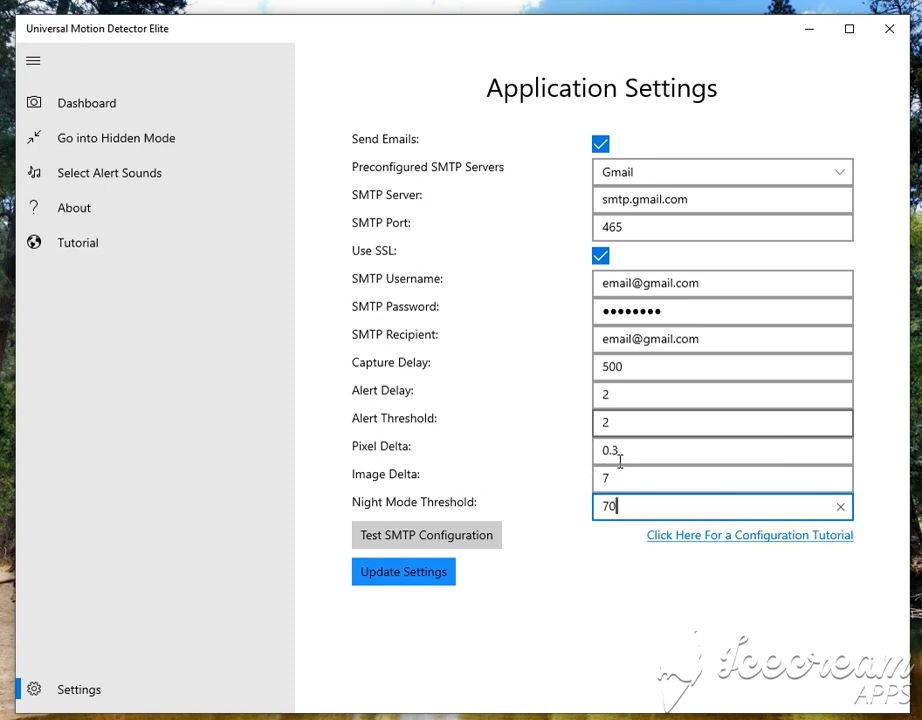 Universal Motion Detector Elite
Application Settings
Dashboard
Go into Hidden Mode
Select Alert Sounds
About
Tutorial
Settings
Send Emails:
Preconfigured SMTP Servers Gmail
SMTP Server: smtp.gmail.com
SMTP Port: 465
Use SSL:
SMTP Username: email@gmail.com
SMTP Password: ••••••••
SMTP Recipient: email@gmail.com
Capture Delay: 500
Alert Delay: 2
Alert Threshold: 2
Pixel Delta: 0.3
Image Delta: 7
Night Mode Threshold: 70
Test SMTP Configuration Click Here For a Configuration Tutorial
Update Settings
Icecream
APPS